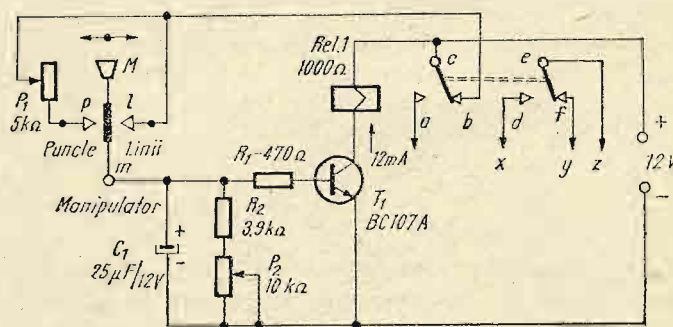 Rel.1
1000Ω
c
e
M
P1
5kΩ
p
l
Puncle
Linii
m
Manipulator
a
b
d
f
x
y
z
12mA
+
12V
-
R1-470Ω
T1
BC107A
R2
3,9kΩ
C1
25μF/12V
+
-
P2
10kΩ